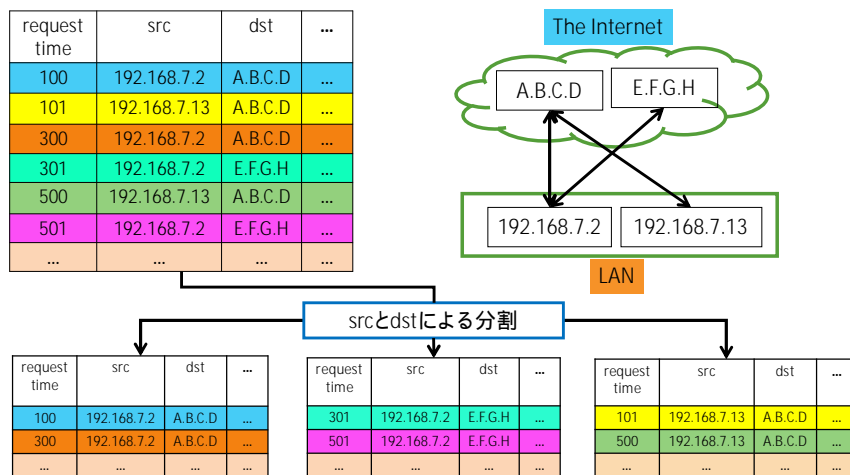 request time src dst ...
100 192.168.7.2 A.B.C.D ...
101 192.168.7.13 A.B.C.D ...
300 192.168.7.2 A.B.C.D ...
301 192.168.7.2 E.F.G.H ...
500 192.168.7.13 A.B.C.D ...
501 192.168.7.2 E.F.G.H ...
... ... ... ...
The Internet
A.B.C.D
E.F.G.H
192.168.7.2
192.168.7.13
LAN
srcとdstによる分割
request time src dst ...
100 192.168.7.2 A.B.C.D ...
300 192.168.7.2 A.B.C.D ...
... ... ... ...
request time src dst ...
301 192.168.7.2 E.F.G.H ...
501 192.168.7.2 E.F.G.H ...
... ... ... ...
request time src dst ...
101 192.168.7.13 A.B.C.D ...
500 192.168.7.13 A.B.C.D ...
... ... ... ...